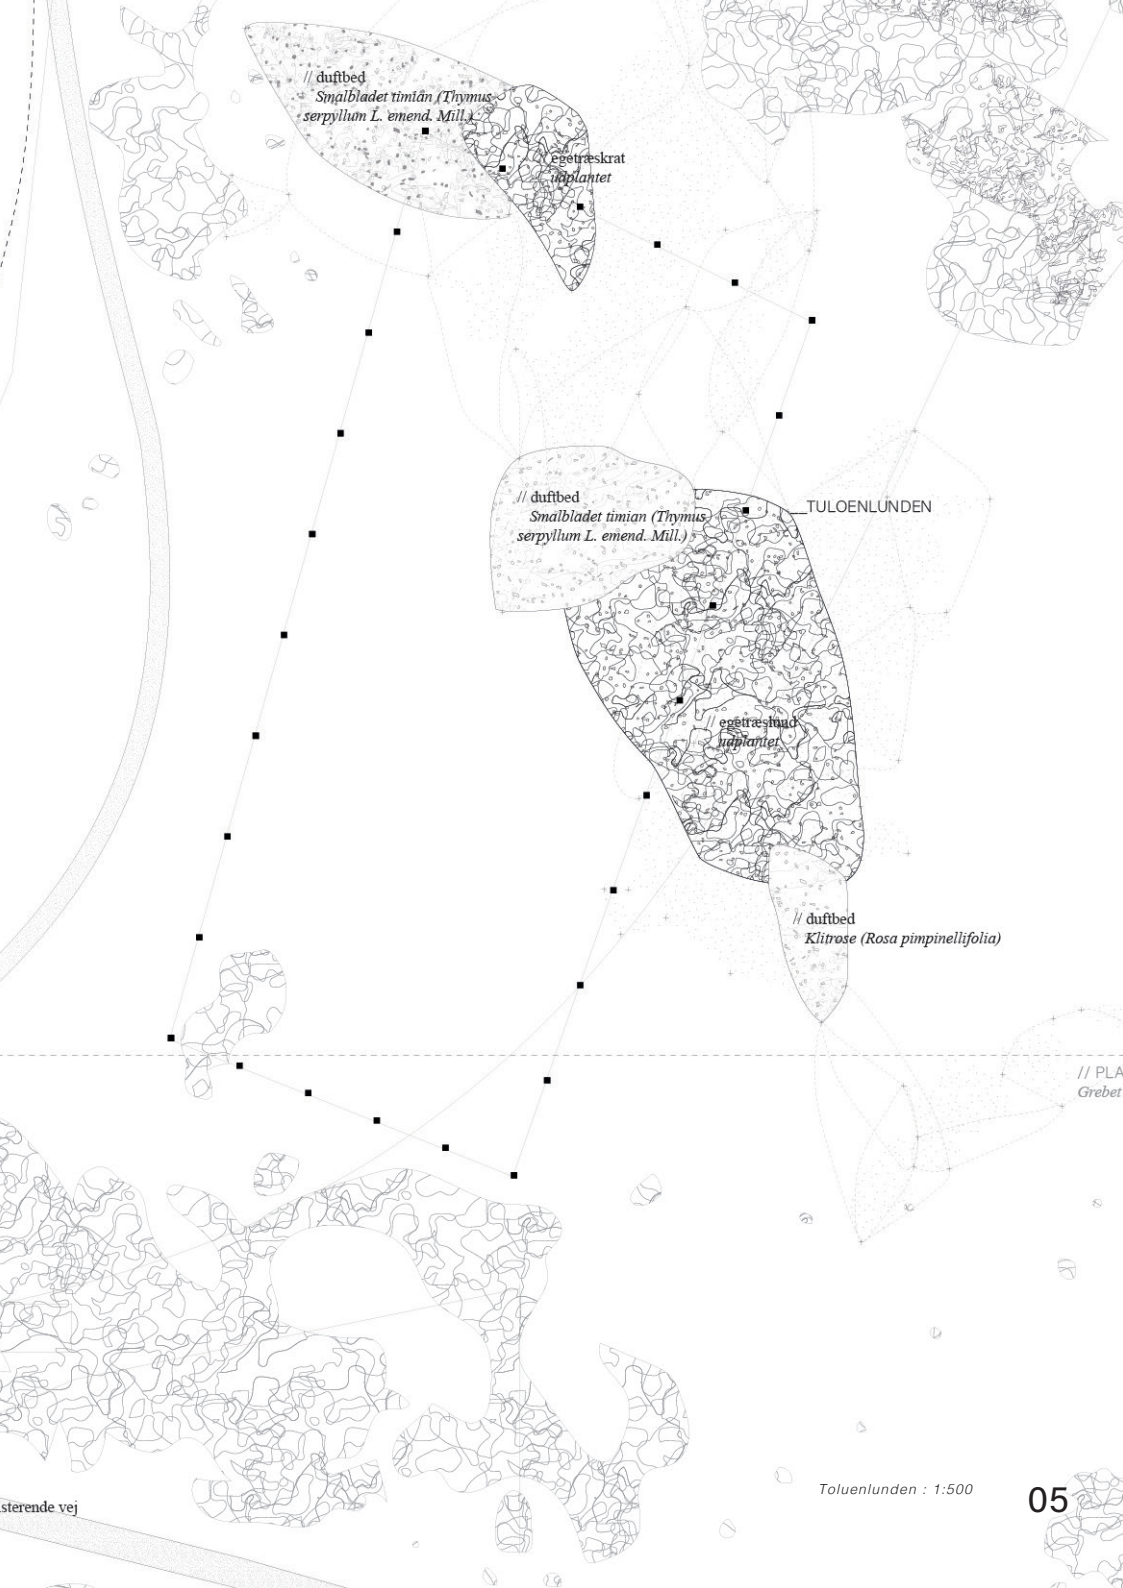 // duftbed
Smalbladet timian (Thymus
serpyllum L. emend. Mill.)
// egetræskrat
udplantet
// duftbed
Smalbladet timian (Thymus
serpyllum L. emend. Mill.)
__TULOENLUNDEN
// egetræslund
udplantet
// duftbed
Klitrose (Rosa pimpinellifolia)
// PLA
Grebet
Toluenlunden : 1:500
05
sterende vej